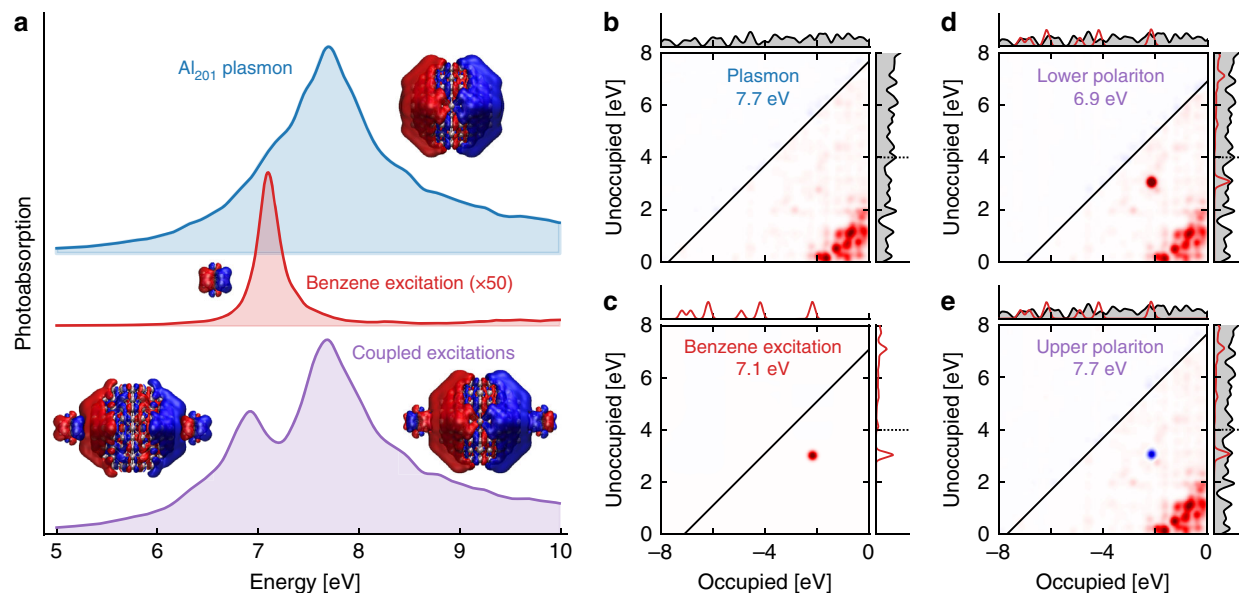 a
Al201 plasmon
Benzene excitation (×50)
Coupled excitations
Photoabsorption
5 6 7 8 9 10
Energy [eV]
b
8
6
4
2
0
Unoccupied [eV]
Plasmon
7.7 eV
c
8
6
4
2
0
Unoccupied [eV]
Benzene excitation
7.1 eV
−8 −4 0
Occupied [eV]
d
8
6
4
2
0
Unoccupied [eV]
Lower polariton
6.9 eV
e
8
6
4
2
0
Unoccupied [eV]
Upper polariton
7.7 eV
−8 −4 0
Occupied [eV]